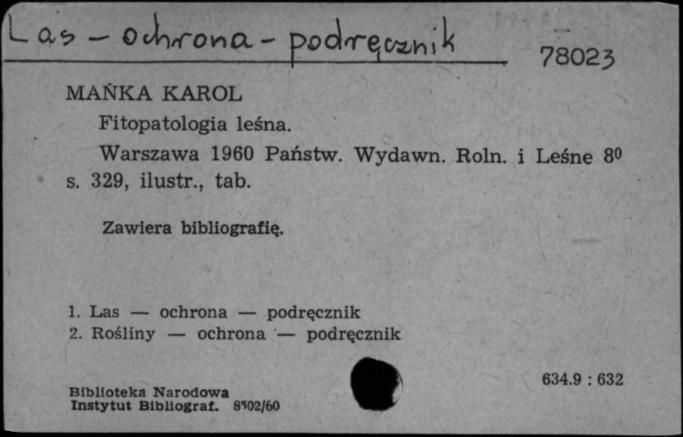 Las - ochrona - podręcznik
78023
MAŃKA KAROL
Fitopatologia leśna.
Warszawa 1960 Państw. Wydawn. Roln. i Leśne 8⁰
s. 329, ilustr., tab.
Zawiera bibliografię.
1. Las — ochrona — podręcznik
2. Rośliny — ochrona — podręcznik
634.9 : 632
Biblioteka Narodowa
Instytut Bibliograf. 8502/60